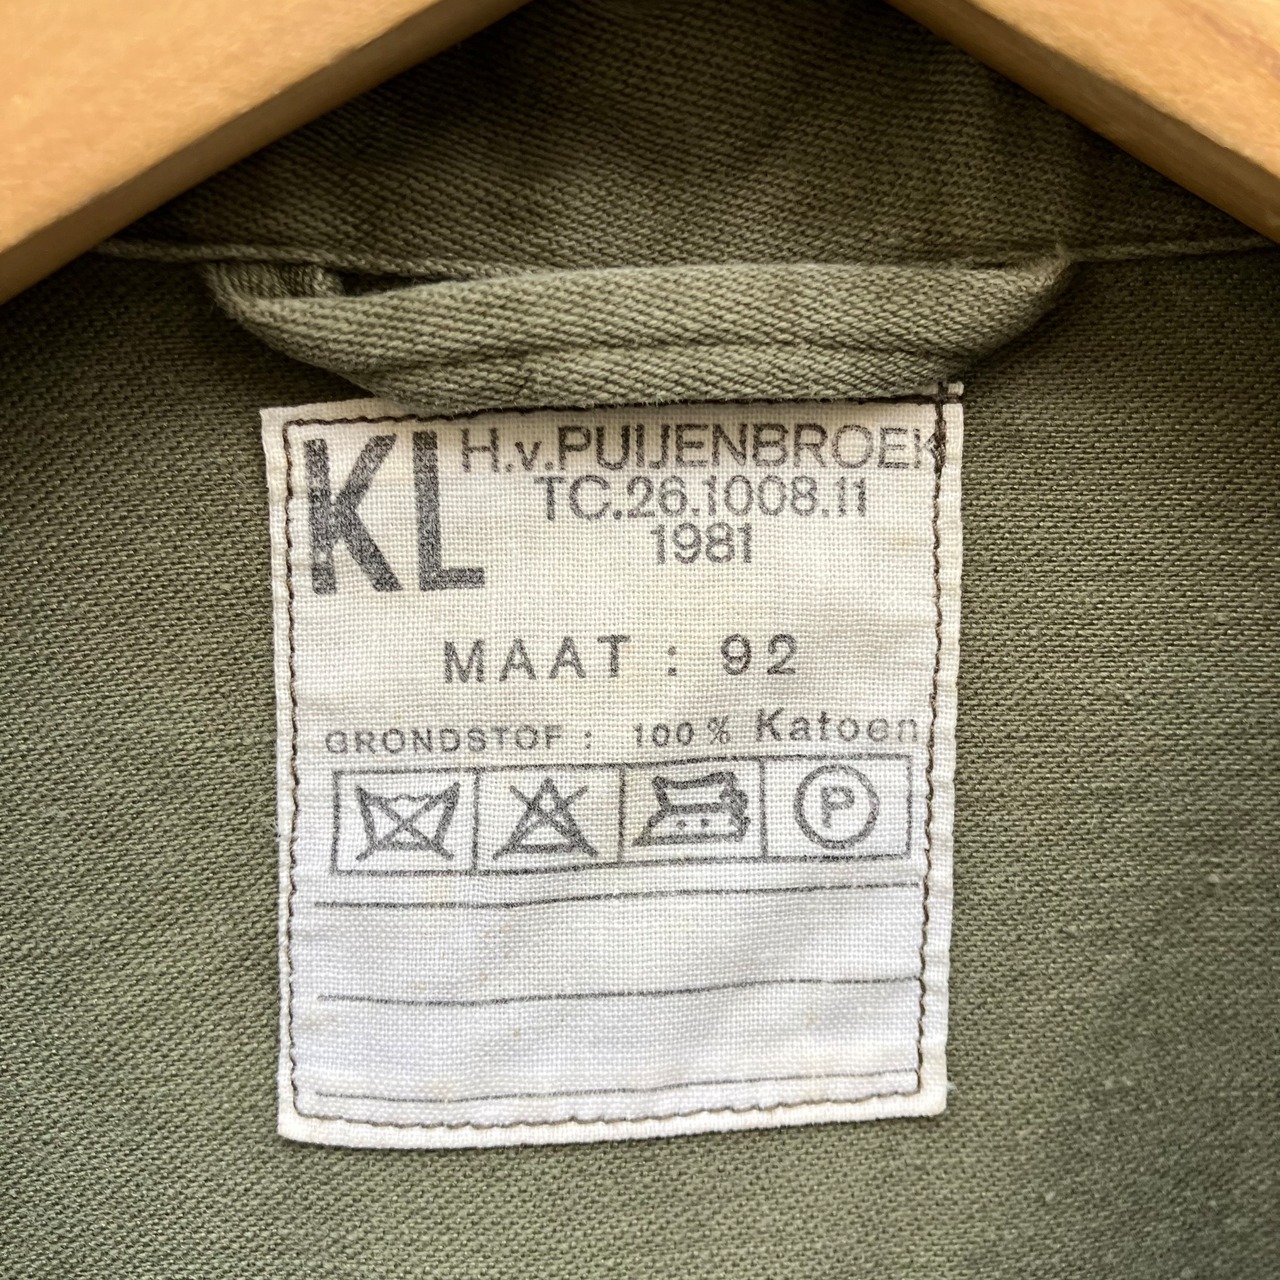 KL H.v.PUIJENBROEK
TC.26.1008.11
1981
MAAT : 92
GRONDSTOF : 100% Katoen
P